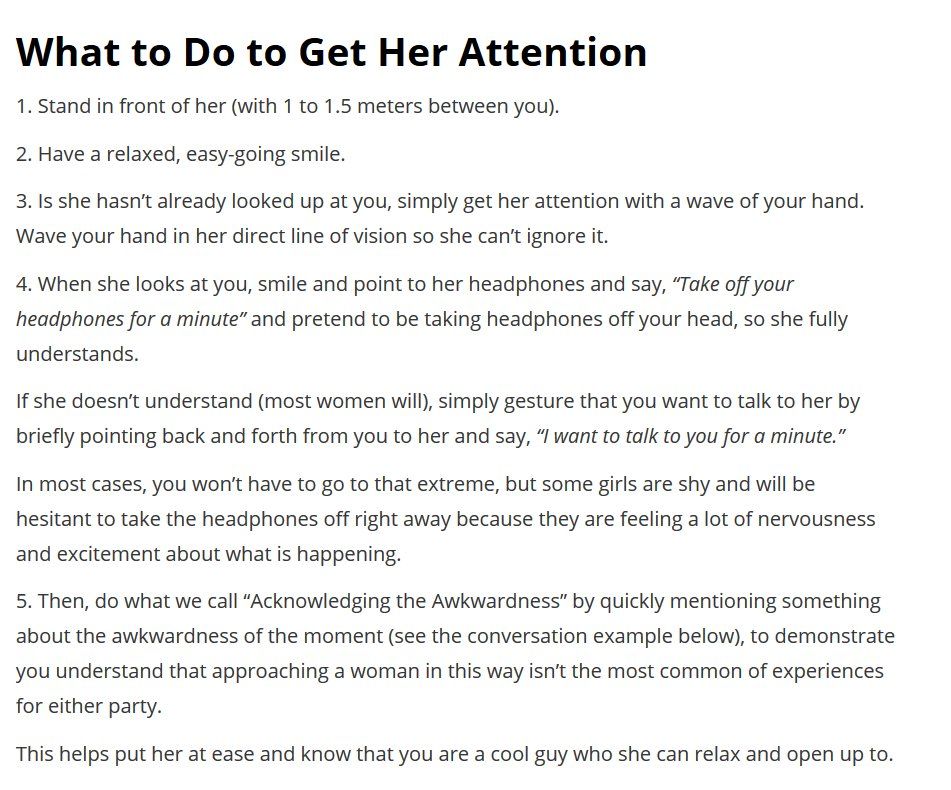 What to Do to Get Her Attention
1. Stand in front of her (with 1 to 1.5 meters between you).
2. Have a relaxed, easy-going smile.
3. Is she hasn’t already looked up at you, simply get her attention with a wave of your hand.
Wave your hand in her direct line of vision so she can’t ignore it.
4. When she looks at you, smile and point to her headphones and say, “Take off your
headphones for a minute” and pretend to be taking headphones off your head, so she fully
understands.
If she doesn’t understand (most women will), simply gesture that you want to talk to her by
briefly pointing back and forth from you to her and say, “I want to talk to you for a minute.”
In most cases, you won’t have to go to that extreme, but some girls are shy and will be
hesitant to take the headphones off right away because they are feeling a lot of nervousness
and excitement about what is happening.
5. Then, do what we call “Acknowledging the Awkwardness” by quickly mentioning something
about the awkwardness of the moment (see the conversation example below), to demonstrate
you understand that approaching a woman in this way isn’t the most common of experiences
for either party.
This helps put her at ease and know that you are a cool guy who she can relax and open up to.